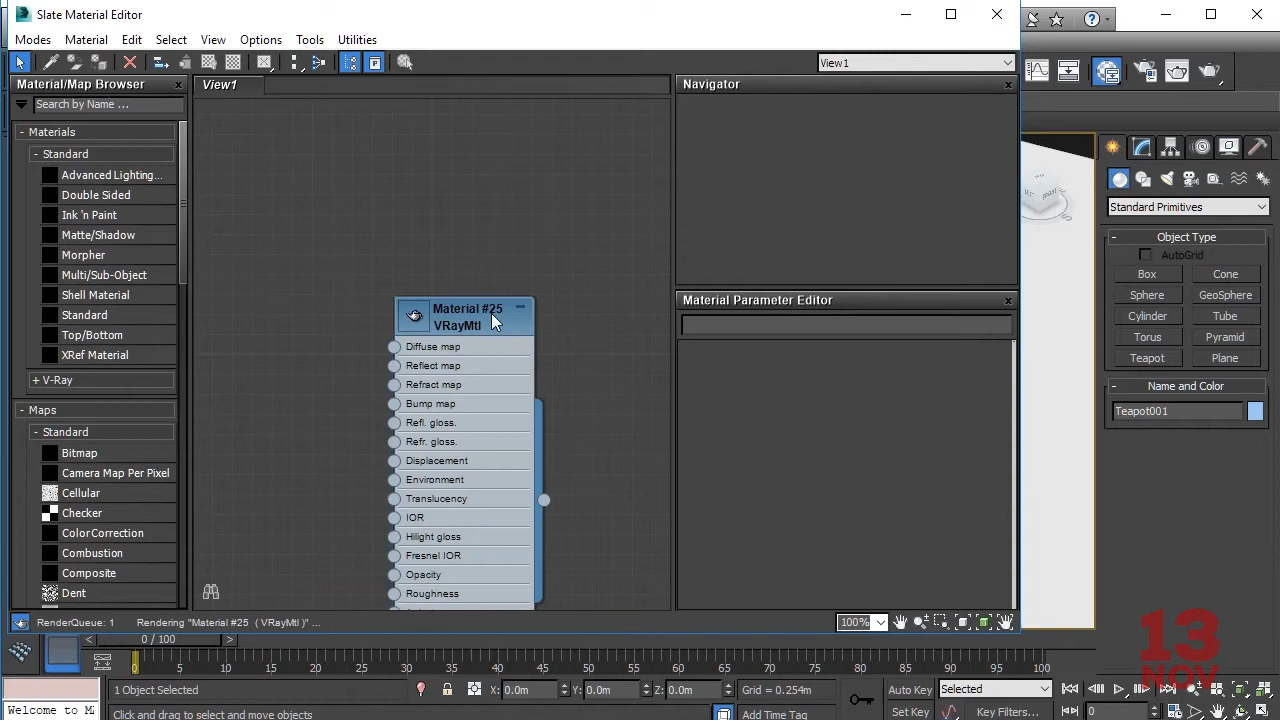 Slate Material Editor
Modes Material Edit Select View Options Tools Utilities
View1
Material/Map Browser
Search by Name ...
- Materials
- Standard
Advanced Lighting...
Double Sided
Ink 'n Paint
Matte/Shadow
Morpher
Multi/Sub-Object
Shell Material
Standard
Top/Bottom
XRef Material
+ V-Ray
- Maps
- Standard
Bitmap
Camera Map Per Pixel
Cellular
Checker
Color Correction
Combustion
Composite
Dent
View1
Material #25
VRayMtl
Diffuse map
Reflect map
Refract map
Bump map
Refl. gloss.
Refr. gloss.
Displacement
Environment
Translucency
IOR
Hilight gloss
Fresnel IOR
Opacity
Roughness
Navigator
Material Parameter Editor
RenderQueue: 1 Rendering "Material #25 ( VRayMtl )" ...
100%
Standard Primitives
- Object Type
AutoGrid
Box Cone
Sphere GeoSphere
Cylinder Tube
Torus Pyramid
Teapot Plane
- Name and Color
Teapot001
13
NOV
< 0 / 100 >
0 5 10 15 20 25 30 35 40 45 50 55 60 65 70 75 80 85 90 95 100
1 Object Selected X: 0.0m Y: 0.0m Z: 0.0m Grid = 0.254m Auto Key Selected
Welcome to M
Click and drag to select and move objects Add Time Tag Set Key Key Filters... 0